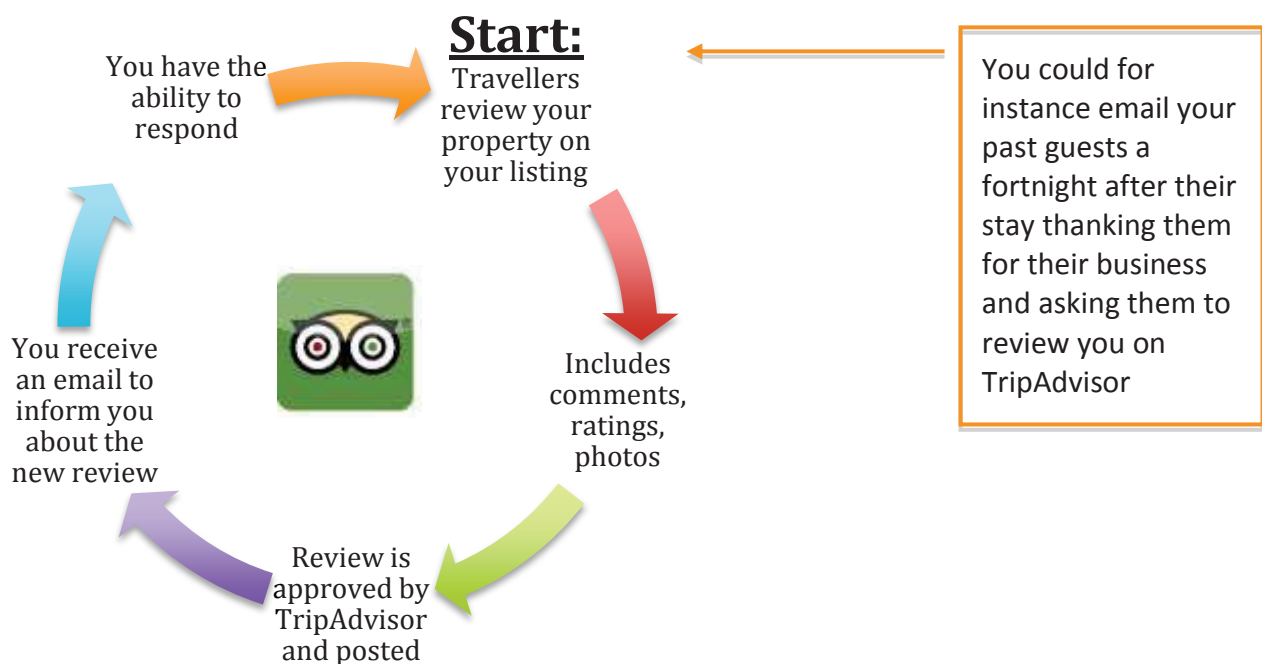 Start:
Travellers
review your
property on
your listing
Includes
comments,
ratings,
photos
Review is
approved by
TripAdvisor
and posted
You receive
an email to
inform you
about the
new review
You have the
ability to
respond
You could for
instance email your
past guests a
fortnight after their
stay thanking them
for their business
and asking them to
review you on
TripAdvisor